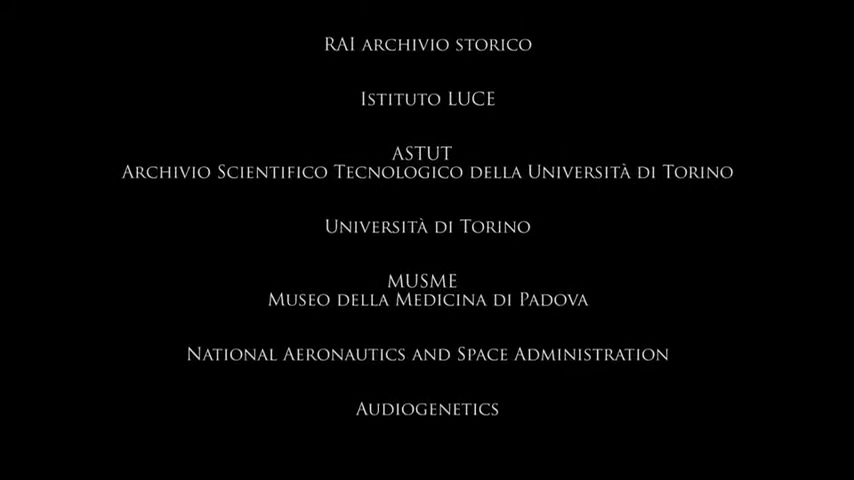 RAI archivio storico
Istituto LUCE
ASTUT
Archivio Scientifico Tecnologico della Università di Torino
Università di Torino
MUSME
Museo della Medicina di Padova
National Aeronautics and Space Administration
Audiogenetics